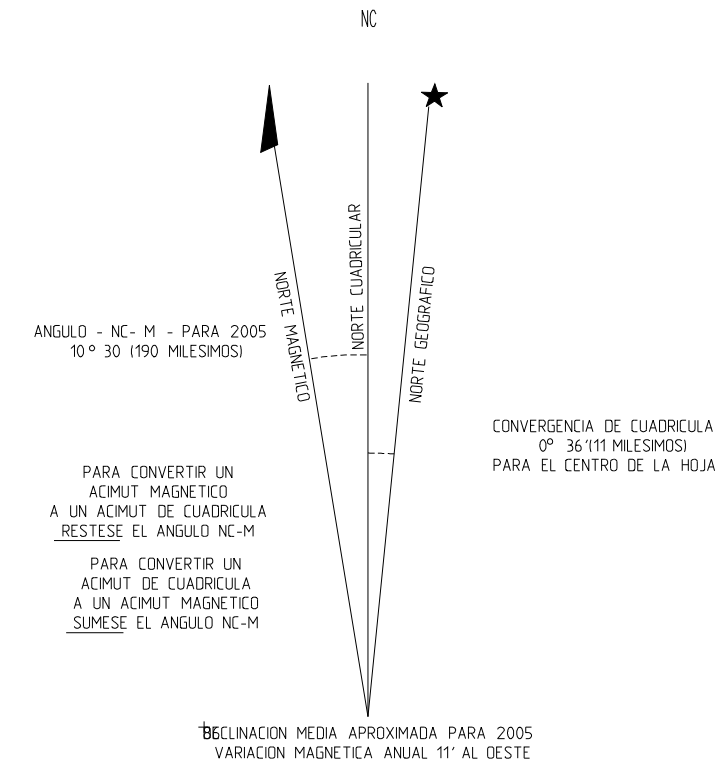 NC
NORTE MAGNETICO
NORTE CUADRICULAR
NORTE GEOGRAFICO
ANGULO - NC- M - PARA 2005
10° 30 (190 MILESIMOS)
CONVERGENCIA DE CUADRICULA
0° 36'(11 MILESIMOS)
PARA EL CENTRO DE LA HOJA
PARA CONVERTIR UN
ACIMUT MAGNETICO
A UN ACIMUT DE CUADRICULA
RESTESE EL ANGULO NC-M
PARA CONVERTIR UN
ACIMUT DE CUADRICULA
A UN ACIMUT MAGNETICO
SUMESE EL ANGULO NC-M
DECLINACION MEDIA APROXIMADA PARA 2005
VARIACION MAGNETICA ANUAL 11' AL OESTE